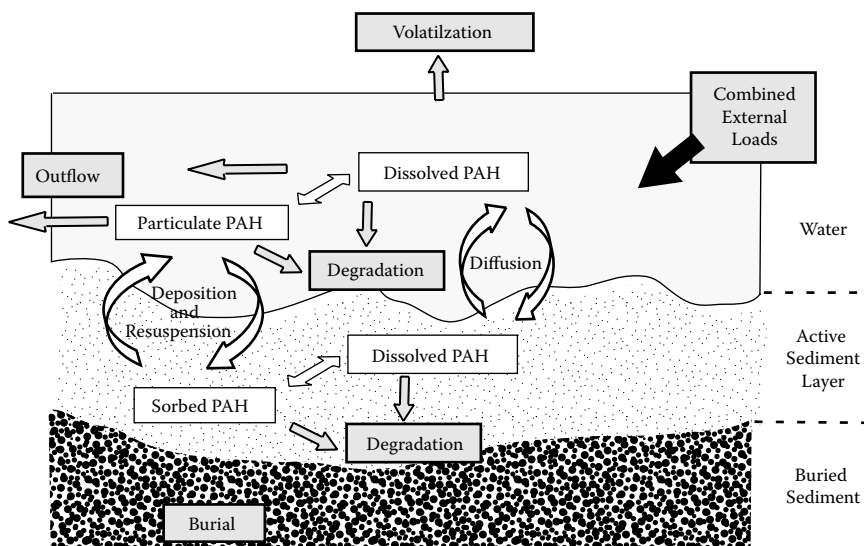 Volatilzation
Combined
External
Loads
Dissolved PAH
Outflow
Particulate PAH
Water
Degradation
Diffusion
Deposition
and
Resuspension
Dissolved PAH
Active
Sediment
Layer
Sorbed PAH
Degradation
Buried
Sediment
Burial